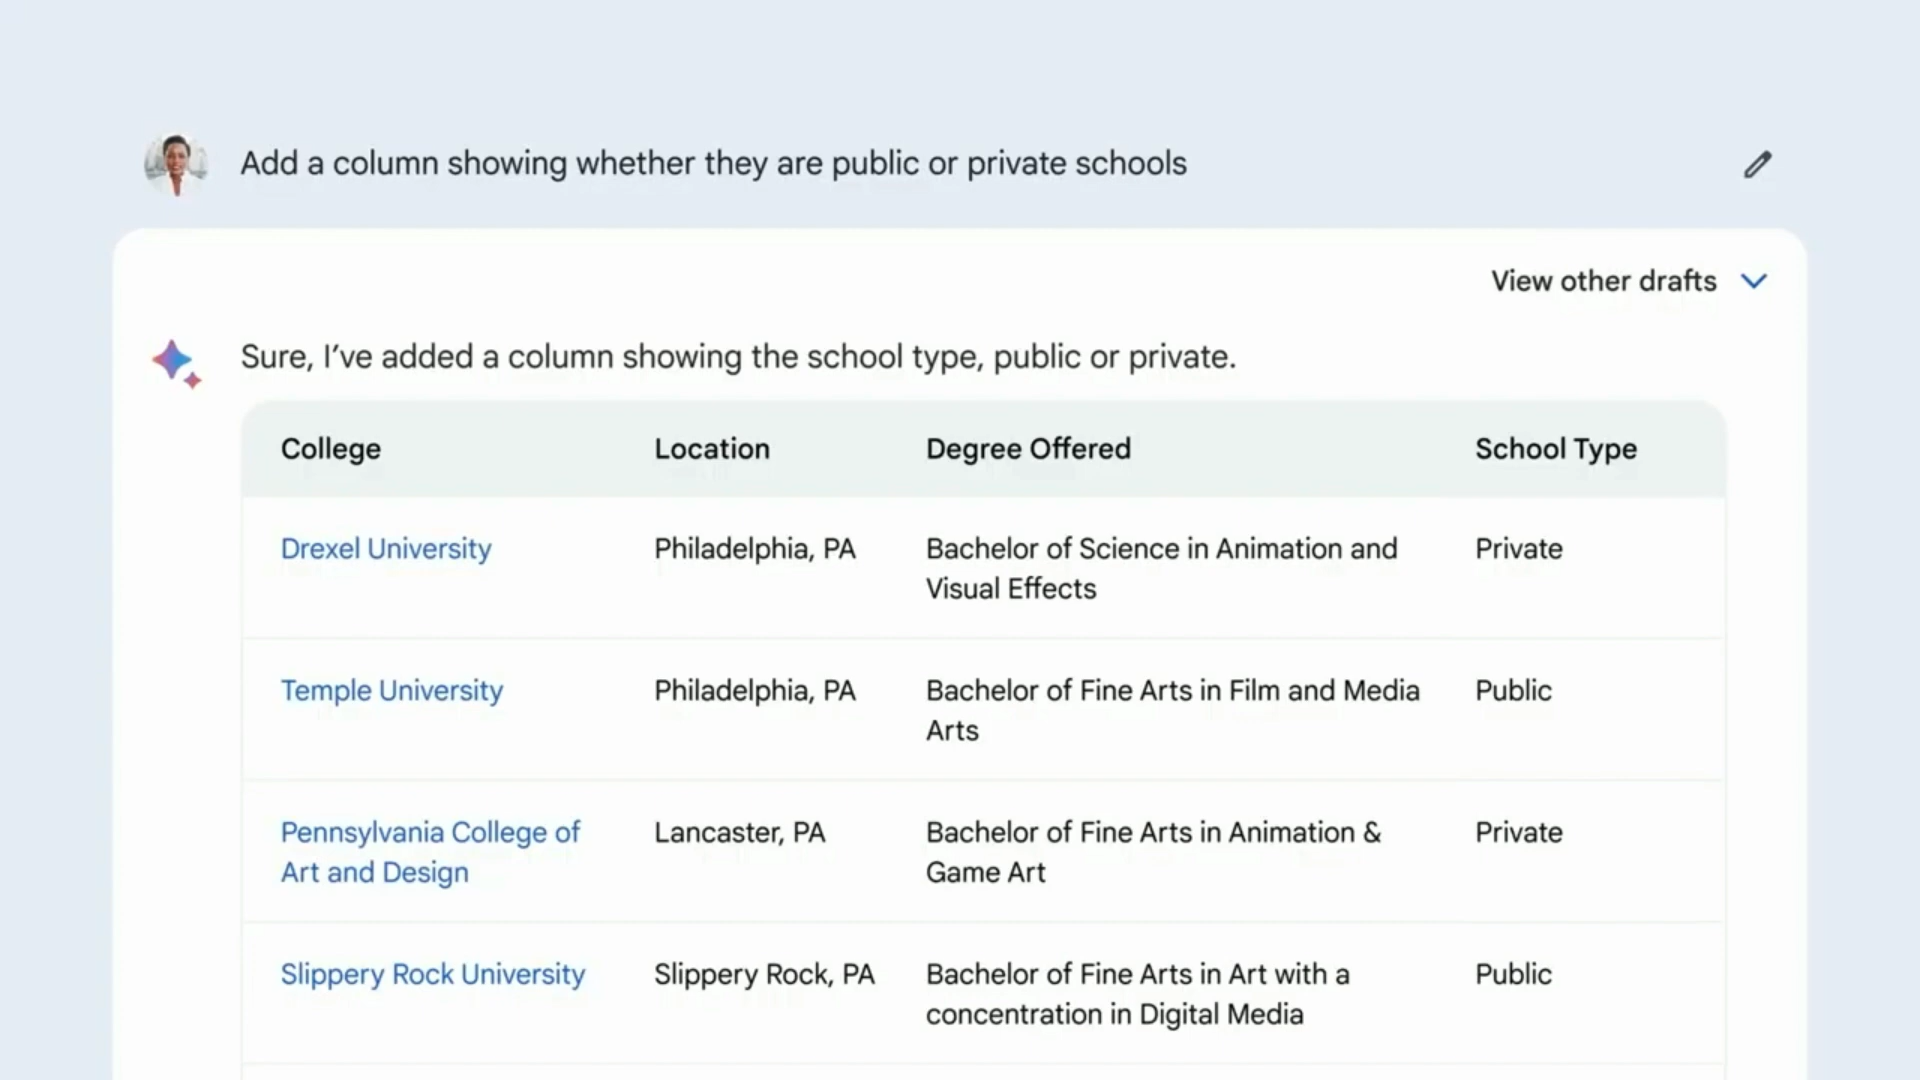 Add a column showing whether they are public or private schools
View other drafts
Sure, I’ve added a column showing the school type, public or private.
College Location Degree Offered School Type
Drexel University Philadelphia, PA Bachelor of Science in Animation and Private
Visual Effects
Temple University Philadelphia, PA Bachelor of Fine Arts in Film and Media Public
Arts
Pennsylvania College of Lancaster, PA Bachelor of Fine Arts in Animation & Private
Art and Design Game Art
Slippery Rock University Slippery Rock, PA Bachelor of Fine Arts in Art with a Public
concentration in Digital Media